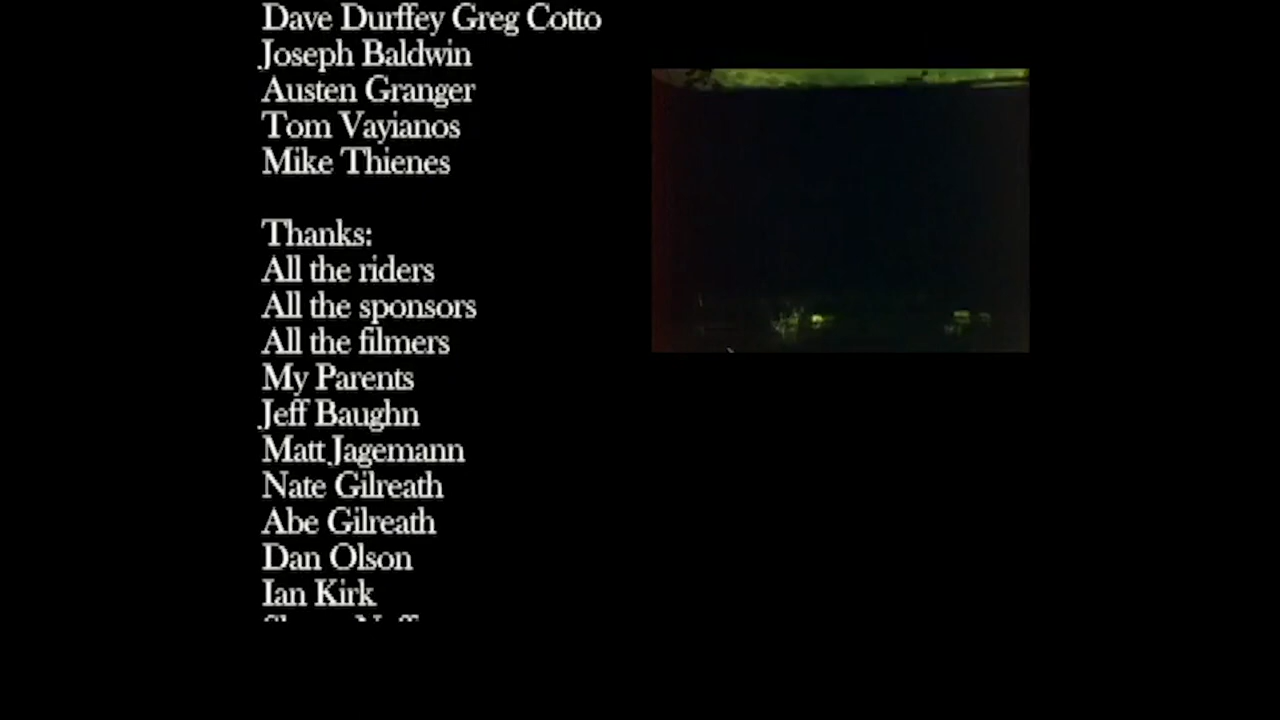 Dave Durffey Greg Cotto
Joseph Baldwin
Austen Granger
Tom Vayianos
Mike Thienes
Thanks:
All the riders
All the sponsors
All the filmers
My Parents
Jeff Baughn
Matt Jagemann
Nate Gilreath
Abe Gilreath
Dan Olson
Ian Kirk